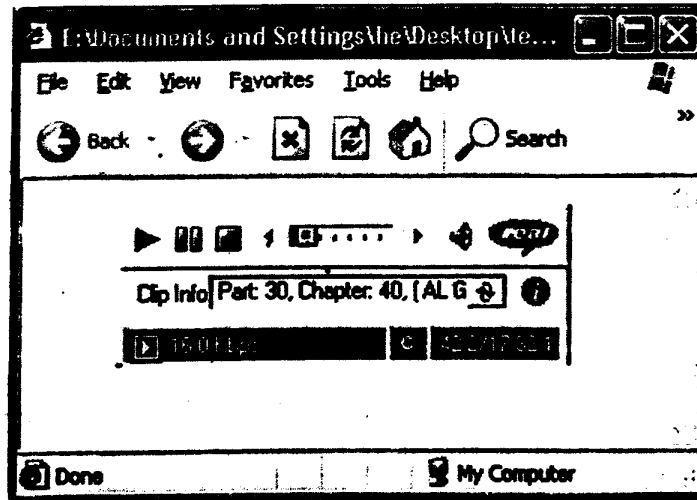 E:\Documents and Settings\he\Desktop\te...
File Edit View Favorites Tools Help
Back Search
Clip Info Part: 30, Chapter: 40, ( AL G
Done My Computer